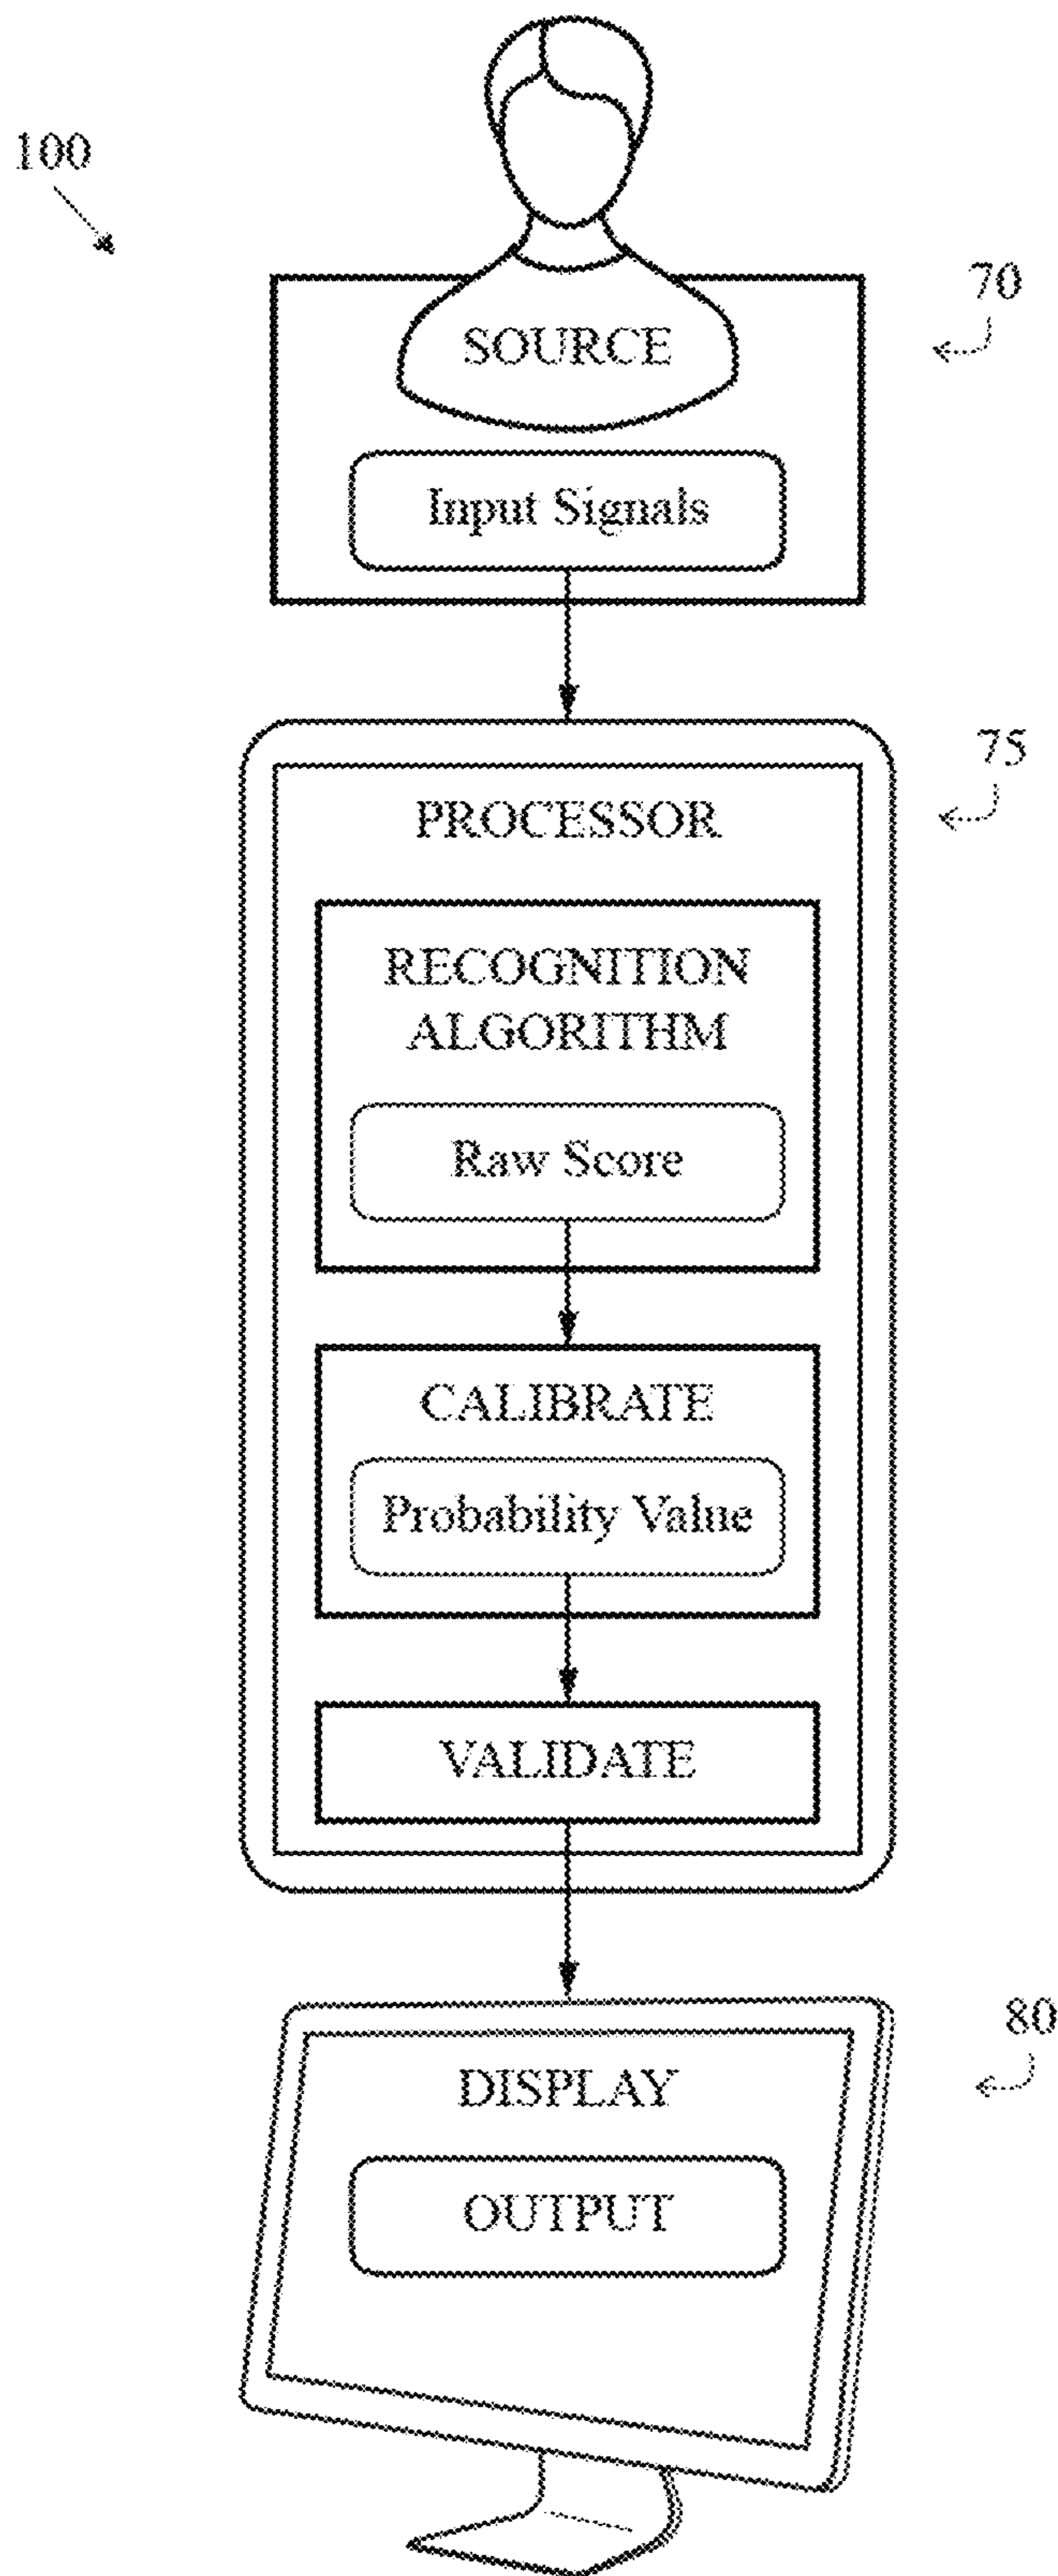 100
70
SOURCE
Input Signals
75
PROCESSOR
RECOGNITION
ALGORITHM
Raw Score
CALIBRATE
Probability Value
VALIDATE
80
DISPLAY
OUTPUT